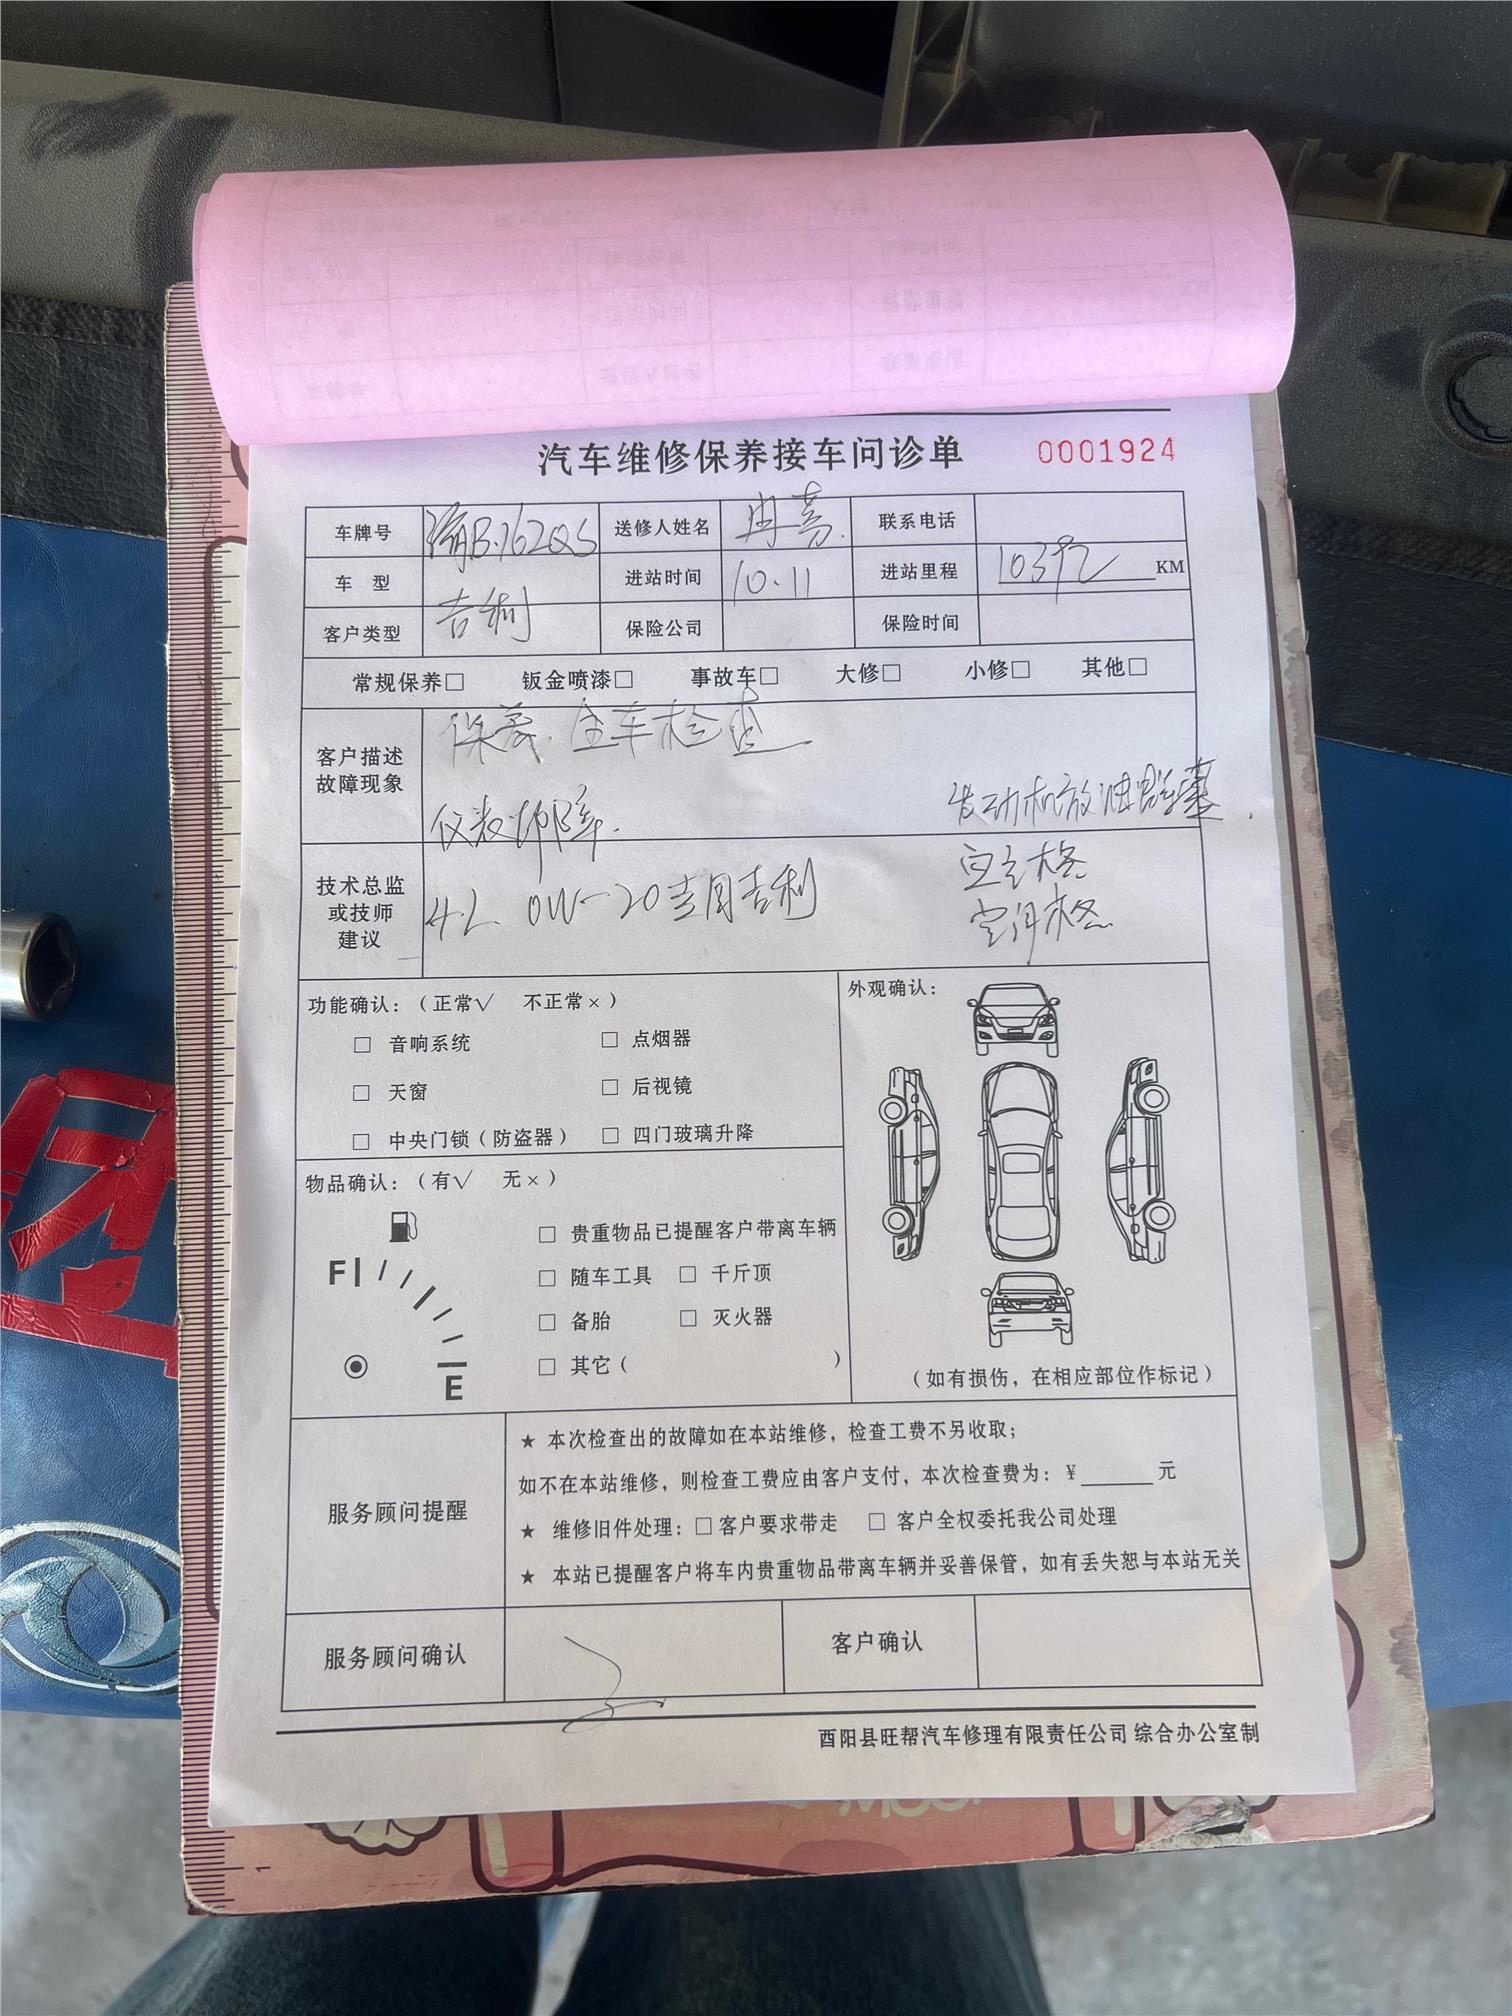 汽车维修保养接车问诊单 0001924
车牌号 渝B·162QS 送修人姓名 联系电话
车 型 进站时间 10.11 进站里程 10392 KM
客户类型 吉利 保险公司 保险时间
常规保养□ 钣金喷漆□ 事故车□ 大修□ 小修□ 其他□
客户描述
故障现象
保养.全车检查
仪表
发动机放油
技术总监
或技师
建议
4.L 0W-20 吉利
空气格
空调格
功能确认:(正常√ 不正常×)
□ 音响系统 □ 点烟器
□ 天窗 □ 后视镜
□ 中央门锁(防盗器) □ 四门玻璃升降
外观确认:
(如有损伤,在相应部位作标记)
物品确认:(有√ 无×)
F
E
□ 贵重物品已提醒客户带离车辆
□ 随车工具 □ 千斤顶
□ 备胎 □ 灭火器
□ 其它( )
服务顾问提醒
★ 本次检查出的故障如在本站维修,检查工费不另收取;
如不在本站维修,则检查工费应由客户支付,本次检查费为:¥______元
★ 维修旧件处理:□客户要求带走 □ 客户全权委托我公司处理
★ 本站已提醒客户将车内贵重物品带离车辆并妥善保管,如有丢失恕与本站无关
服务顾问确认 客户确认
酉阳县旺帮汽车修理有限责任公司 综合办公室制